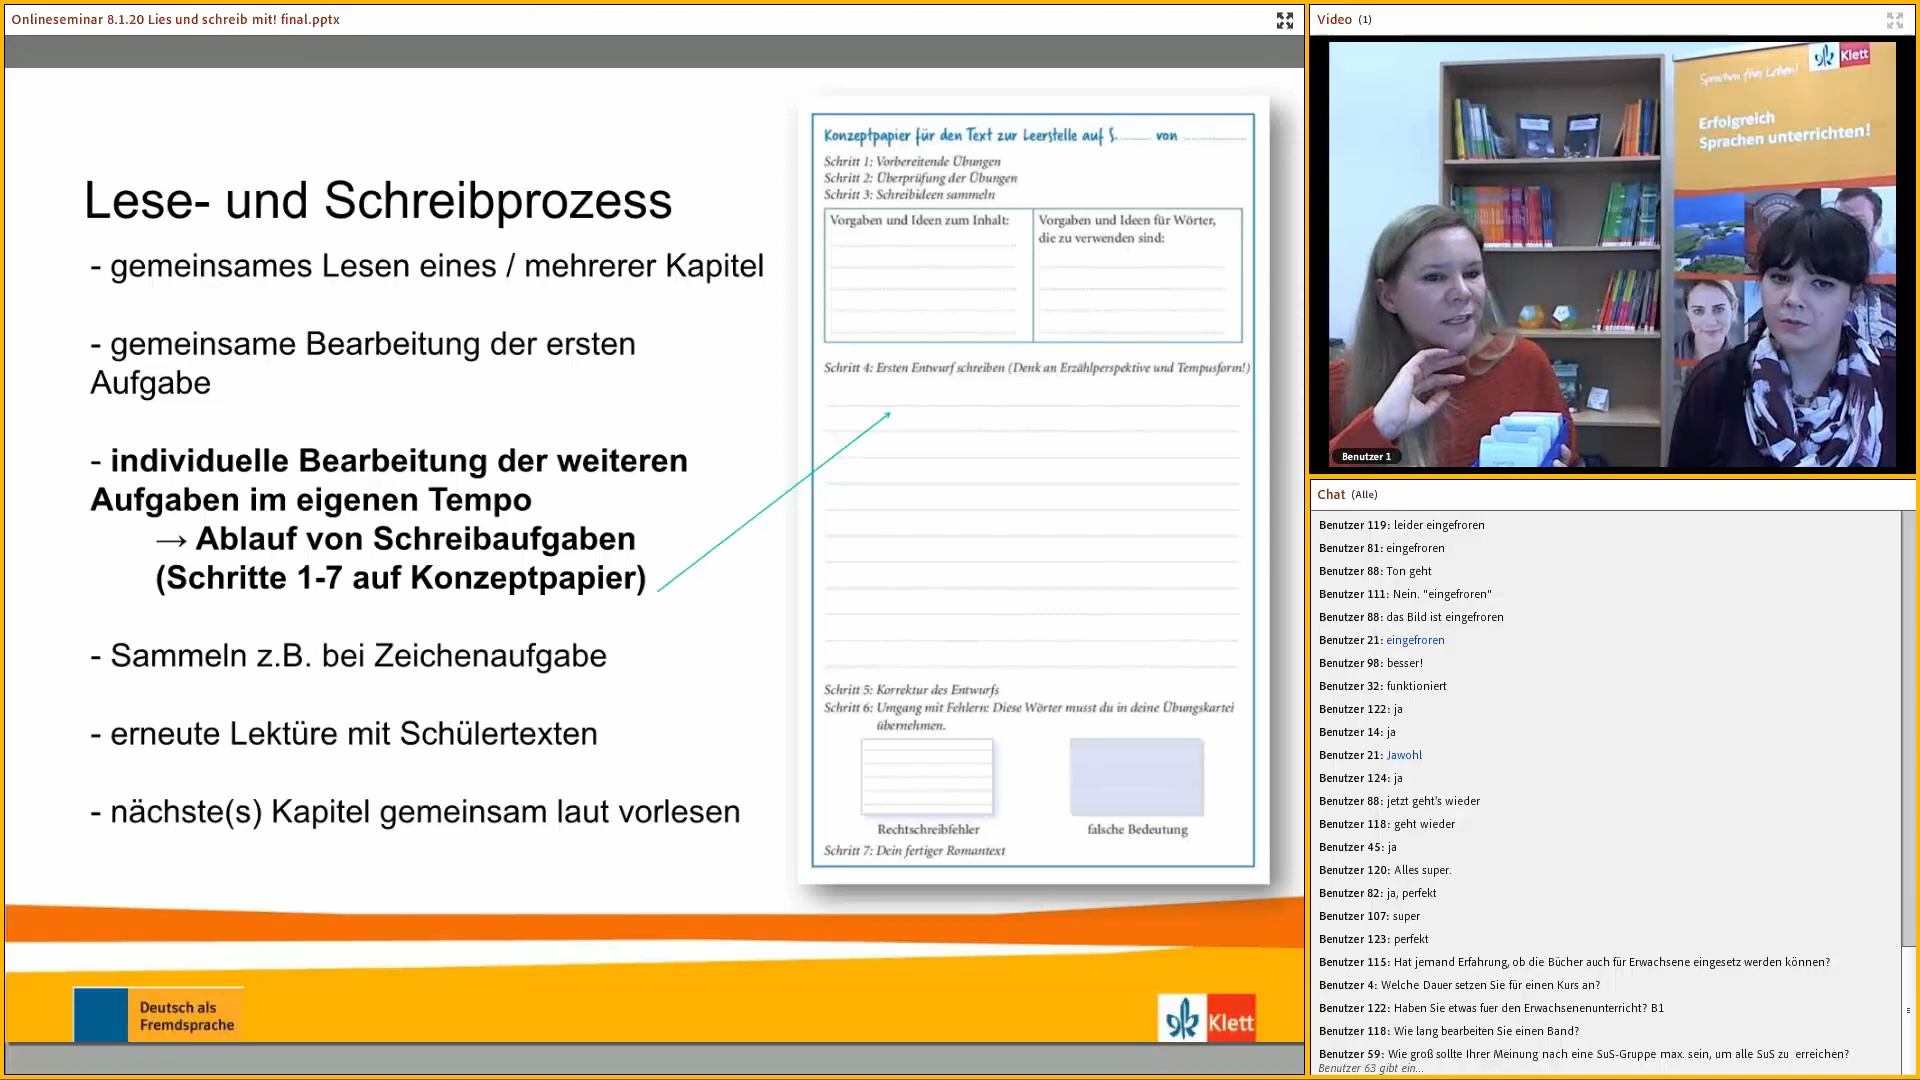 Onlineseminar 8.1.20 Lies und schreib mit! final.pptx
Lese- und Schreibprozess
- gemeinsames Lesen eines / mehrerer Kapitel
- gemeinsame Bearbeitung der ersten
Aufgabe
- individuelle Bearbeitung der weiteren
Aufgaben im eigenen Tempo
→ Ablauf von Schreibaufgaben
(Schritte 1-7 auf Konzeptpapier)
- Sammeln z.B. bei Zeichenaufgabe
- erneute Lektüre mit Schülertexten
- nächste(s) Kapitel gemeinsam laut vorlesen
Konzeptpapier für den Text zur Leerstelle auf S. ........ von ................
Schritt 1: Vorbereitende Übungen
Schritt 2: Überprüfung der Übungen
Schritt 3: Schreibideen sammeln
Vorgaben und Ideen zum Inhalt:
Vorgaben und Ideen für Wörter,
die zu verwenden sind:
Schritt 4: Ersten Entwurf schreiben (Denk an Erzählperspektive und Tempusform!)
Schritt 5: Korrektur des Entwurfs
Schritt 6: Umgang mit Fehlern: Diese Wörter musst du in deine Übungskartei
übernehmen.
Rechtschreibfehler
falsche Bedeutung
Schritt 7: Dein fertiger Romantext
Deutsch als
Fremdsprache
Klett
Video (1)
Klett
Sprachen fürs Leben!
Erfolgreich
Sprachen unterrichten!
Benutzer 1
Chat (Alle)
Benutzer 119: leider eingefroren
Benutzer 81: eingefroren
Benutzer 88: Ton geht
Benutzer 111: Nein. "eingefroren"
Benutzer 88: das Bild ist eingefroren
Benutzer 21: eingefroren
Benutzer 98: besser!
Benutzer 32: funktioniert
Benutzer 122: ja
Benutzer 14: ja
Benutzer 21: Jawohl
Benutzer 124: ja
Benutzer 88: jetzt geht's wieder
Benutzer 118: geht wieder
Benutzer 45: ja
Benutzer 120: Alles super.
Benutzer 82: ja, perfekt
Benutzer 107: super
Benutzer 123: perfekt
Benutzer 115: Hat jemand Erfahrung, ob die Bücher auch für Erwachsene eingesetz werden können?
Benutzer 4: Welche Dauer setzen Sie für einen Kurs an?
Benutzer 122: Haben Sie etwas fuer den Erwachsenenunterricht? B1
Benutzer 118: Wie lang bearbeiten Sie einen Band?
Benutzer 59: Wie groß sollte Ihrer Meinung nach eine SuS-Gruppe max. sein, um alle SuS zu erreichen?
Benutzer 63 gibt ein...